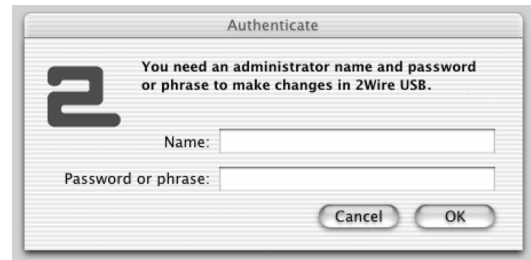 Authenticate
2
You need an administrator name and password
or phrase to make changes in 2Wire USB.
Name:
Password or phrase:
Cancel OK